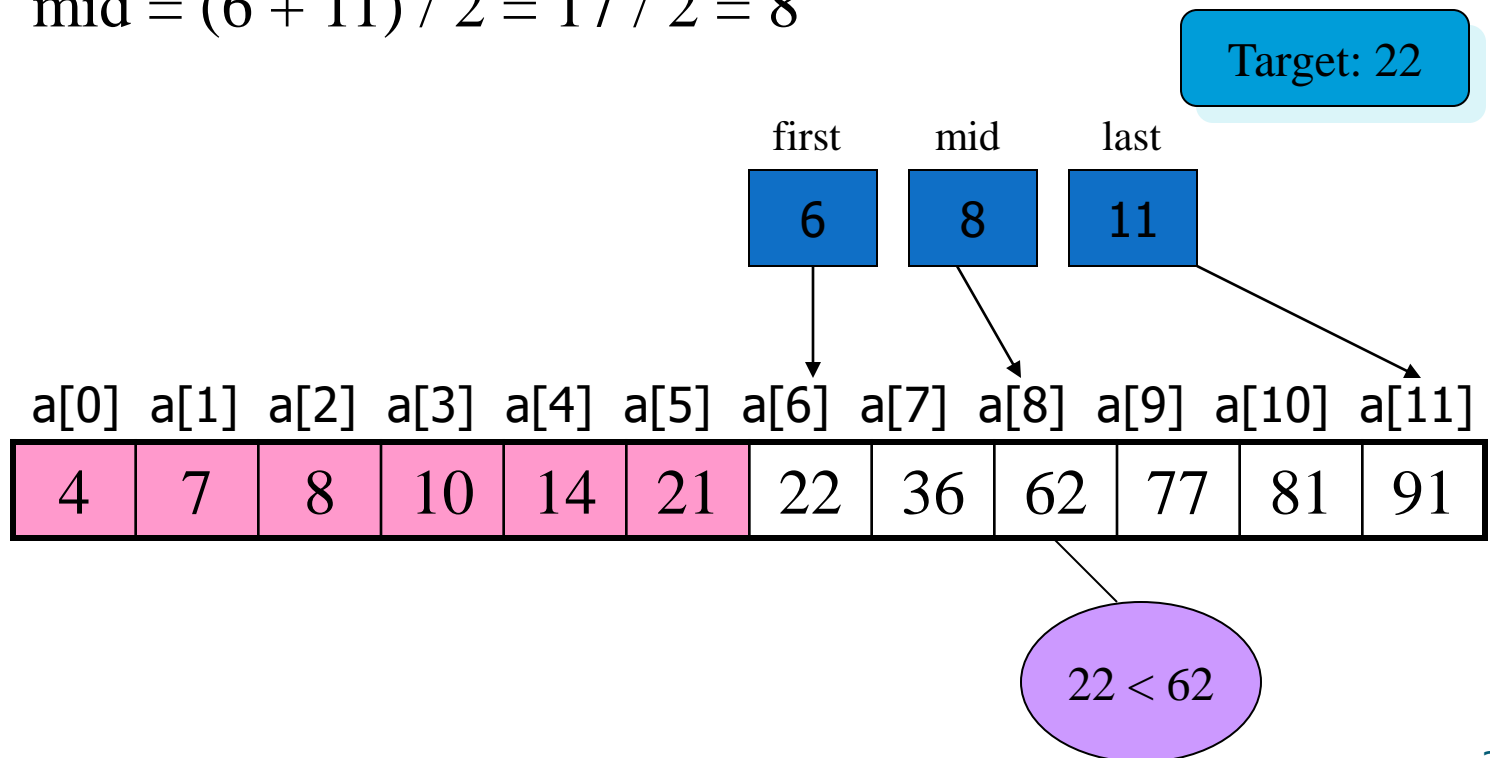 mid = (6 + 11) / 2 = 17 / 2 = 8
Target: 22
first mid last
6 8 11
a[0] a[1] a[2] a[3] a[4] a[5] a[6] a[7] a[8] a[9] a[10] a[11]
4 7 8 10 14 21 22 36 62 77 81 91
22 < 62